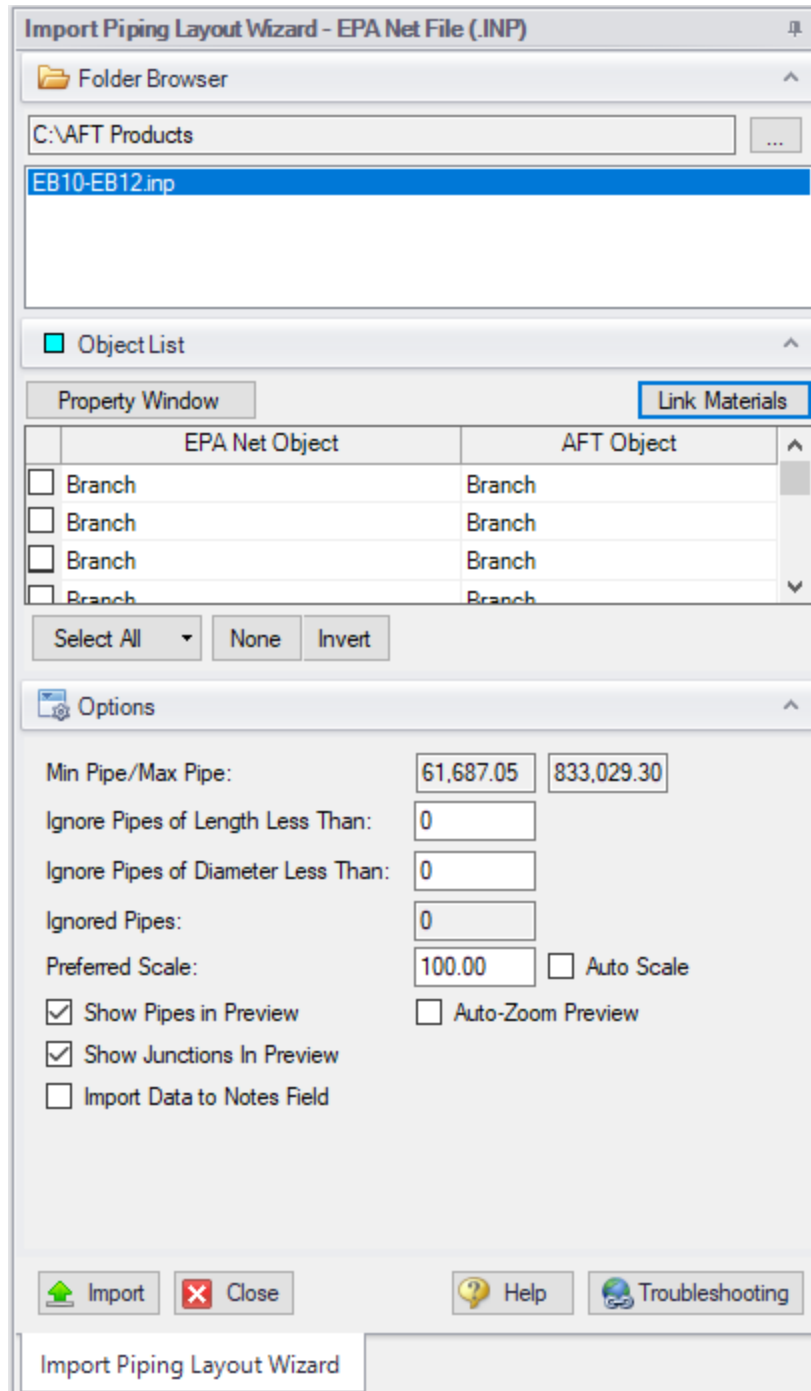 Import Piping Layout Wizard - EPA Net File (.INP)
Folder Browser
C:\AFT Products
...
EB10-EB12.inp
Object List
Property Window Link Materials
EPA Net Object AFT Object
Branch Branch
Branch Branch
Branch Branch
Branch Branch
Select All None Invert
Options
Min Pipe/Max Pipe: 61,687.05 833,029.30
Ignore Pipes of Length Less Than: 0
Ignore Pipes of Diameter Less Than: 0
Ignored Pipes: 0
Preferred Scale: 100.00 Auto Scale
Show Pipes in Preview Auto-Zoom Preview
Show Junctions In Preview
Import Data to Notes Field
Import Close Help Troubleshooting
Import Piping Layout Wizard